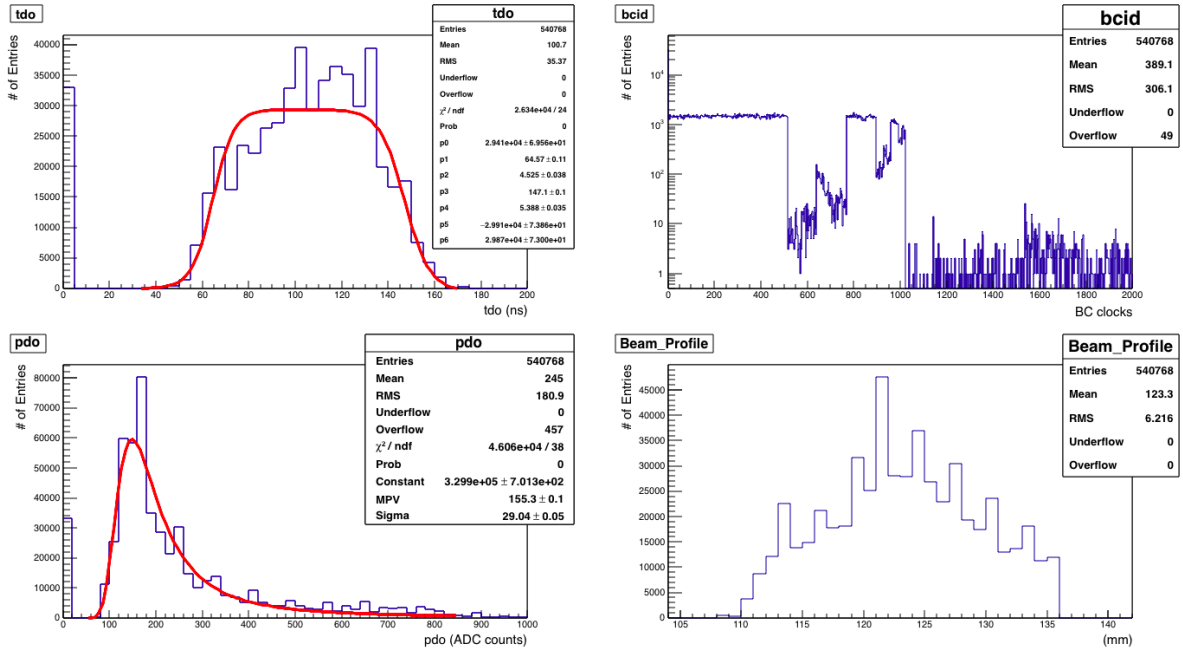 tdo
tdo
Entries 540768
Mean 100.7
RMS 35.37
Underflow 0
Overflow 0
χ² / ndf 2.634e+04 / 24
Prob 0
p0 2.941e+04 ± 6.956e+01
p1 64.57 ± 0.11
p2 4.525 ± 0.038
p3 147.1 ± 0.1
p4 5.388 ± 0.035
p5 −2.991e+04 ± 7.386e+01
p6 2.987e+04 ± 7.300e+01
# of Entries
40000
35000
30000
25000
20000
15000
10000
5000
0
0 20 40 60 80 100 120 140 160 180 200
tdo (ns)
bcid
bcid
Entries 540768
Mean 389.1
RMS 306.1
Underflow 0
Overflow 49
# of Entries
10⁴
10³
10²
10
1
0 200 400 600 800 1000 1200 1400 1600 1800 2000
BC clocks
pdo
pdo
Entries 540768
Mean 245
RMS 180.9
Underflow 0
Overflow 457
χ² / ndf 4.606e+04 / 38
Prob 0
Constant 3.299e+05 ± 7.013e+02
MPV 155.3 ± 0.1
Sigma 29.04 ± 0.05
# of Entries
80000
70000
60000
50000
40000
30000
20000
10000
0
0 100 200 300 400 500 600 700 800 900 1000
pdo (ADC counts)
Beam_Profile
Beam_Profile
Entries 540768
Mean 123.3
RMS 6.216
Underflow 0
Overflow 0
# of Entries
45000
40000
35000
30000
25000
20000
15000
10000
5000
0
105 110 115 120 125 130 135 140
(mm)